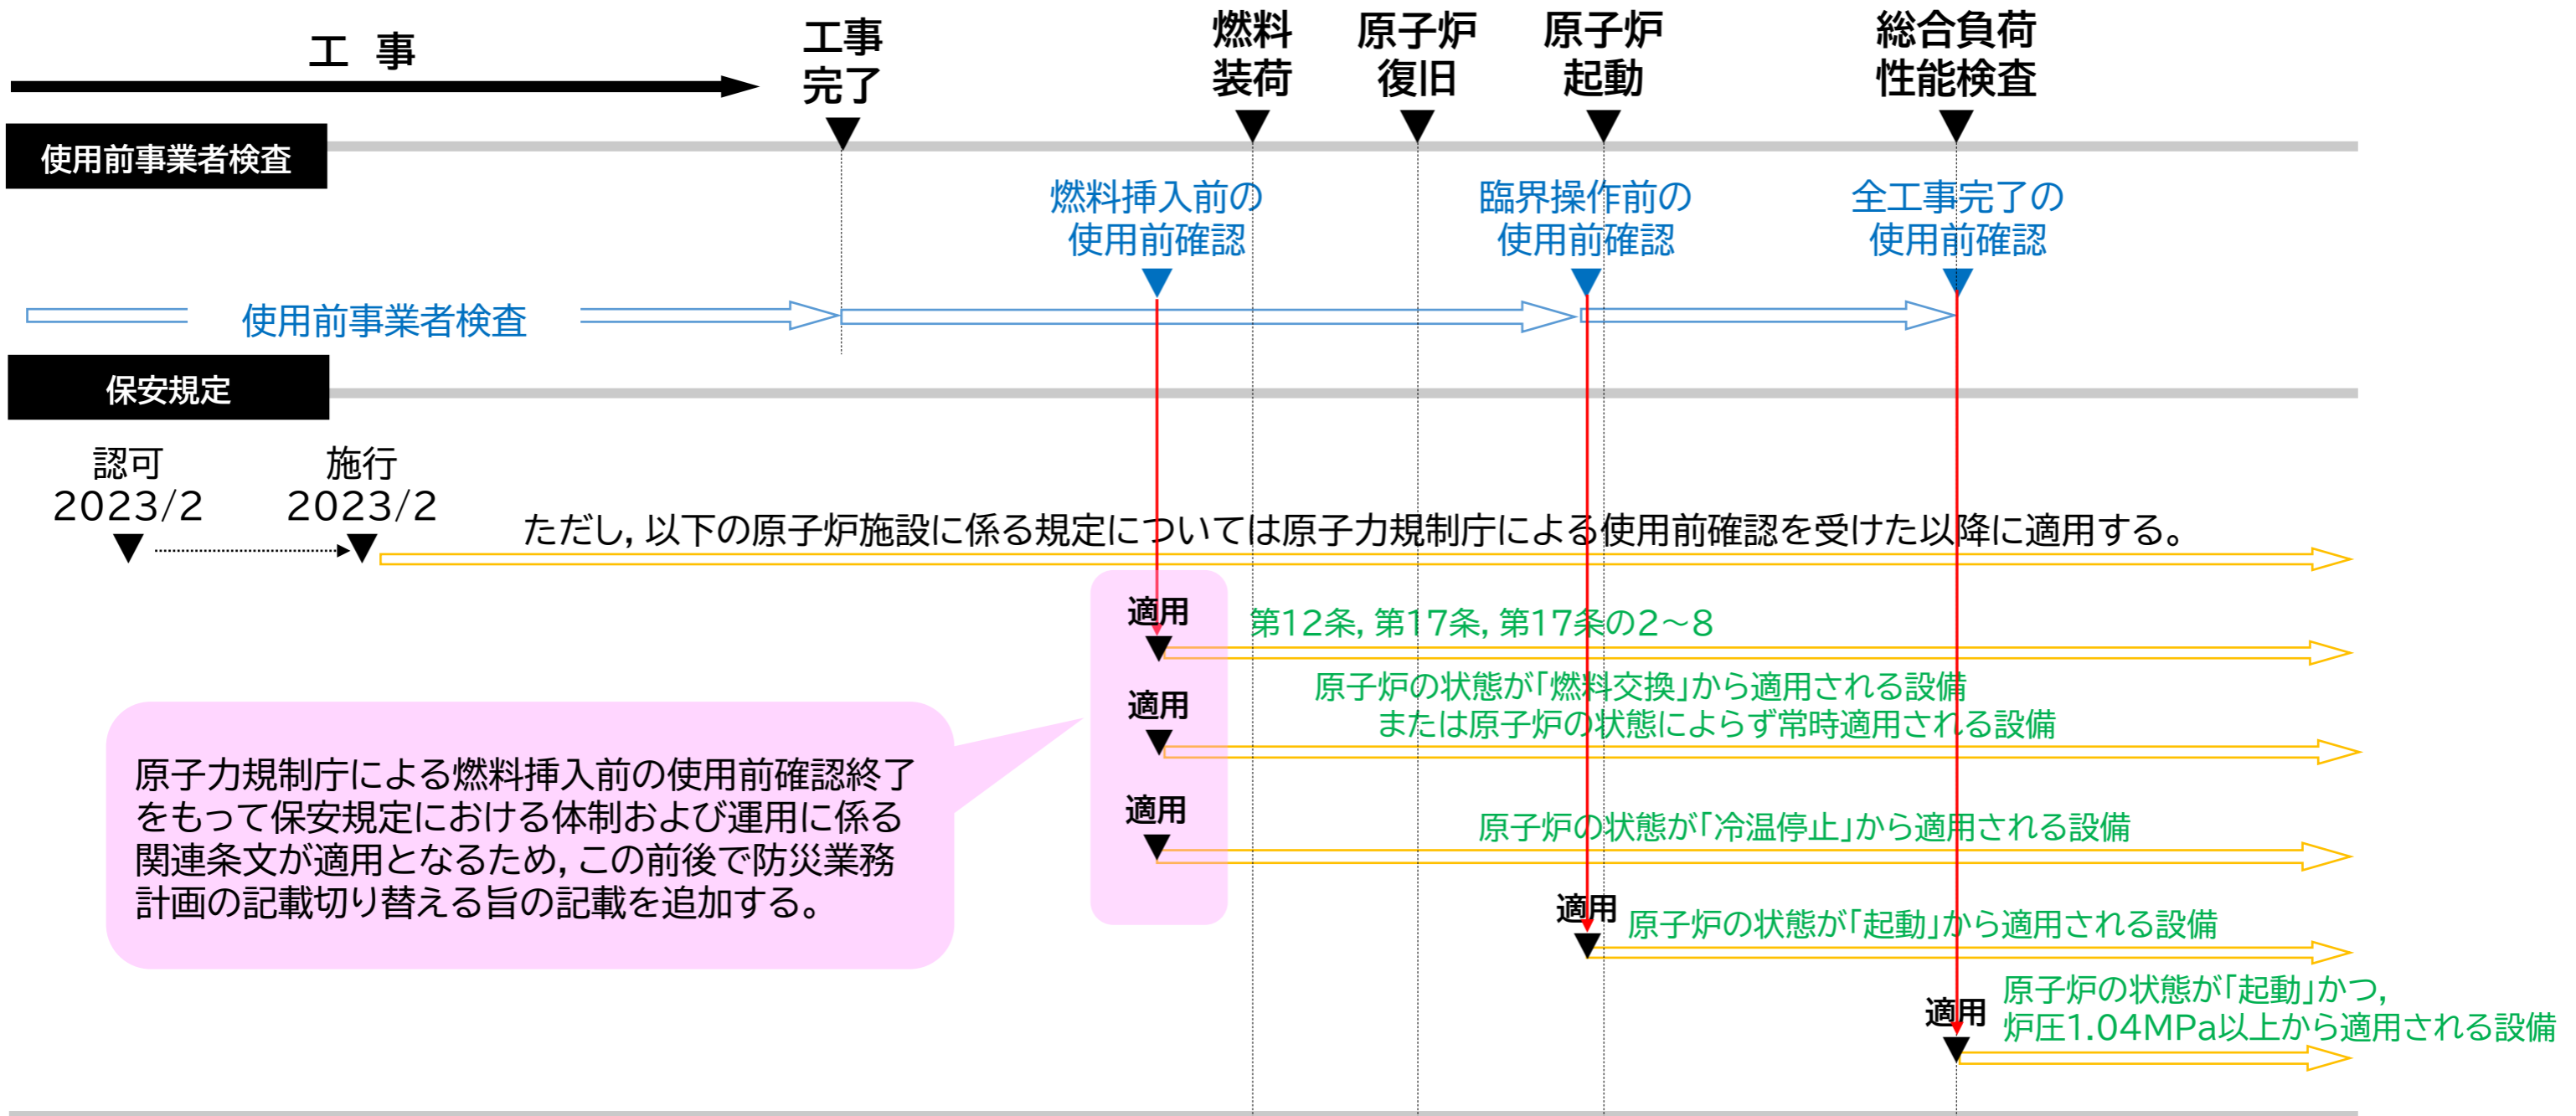 工 事
工事
完了
燃料
装荷
原子炉
復旧
原子炉
起動
総合負荷
性能検査
使用前事業者検査
燃料挿入前の
使用前確認
臨界操作前の
使用前確認
全工事完了の
使用前確認
使用前事業者検査
保安規定
認可
2023/2
施行
2023/2
ただし，以下の原子炉施設に係る規定については原子力規制庁による使用前確認を受けた以降に適用する。
適用
第12条，第17条，第17条の2～8
適用
原子炉の状態が「燃料交換」から適用される設備
または原子炉の状態によらず常時適用される設備
原子力規制庁による燃料挿入前の使用前確認終了
をもって保安規定における体制および運用に係る
関連条文が適用となるため，この前後で防災業務
計画の記載切り替える旨の記載を追加する。
適用
原子炉の状態が「冷温停止」から適用される設備
適用
原子炉の状態が「起動」から適用される設備
適用
原子炉の状態が「起動」かつ，
炉圧1.04MPa以上から適用される設備